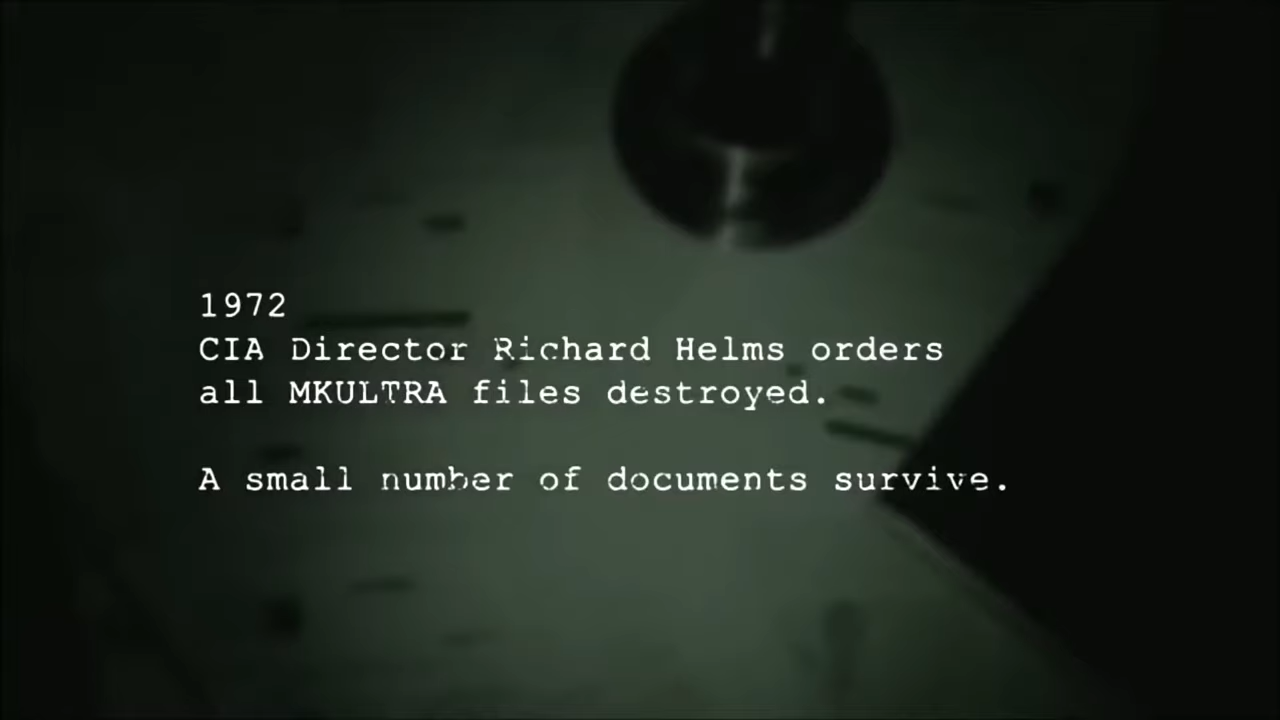 1972
CIA Director Richard Helms orders
all MKULTRA files destroyed.
A small number of documents survive.